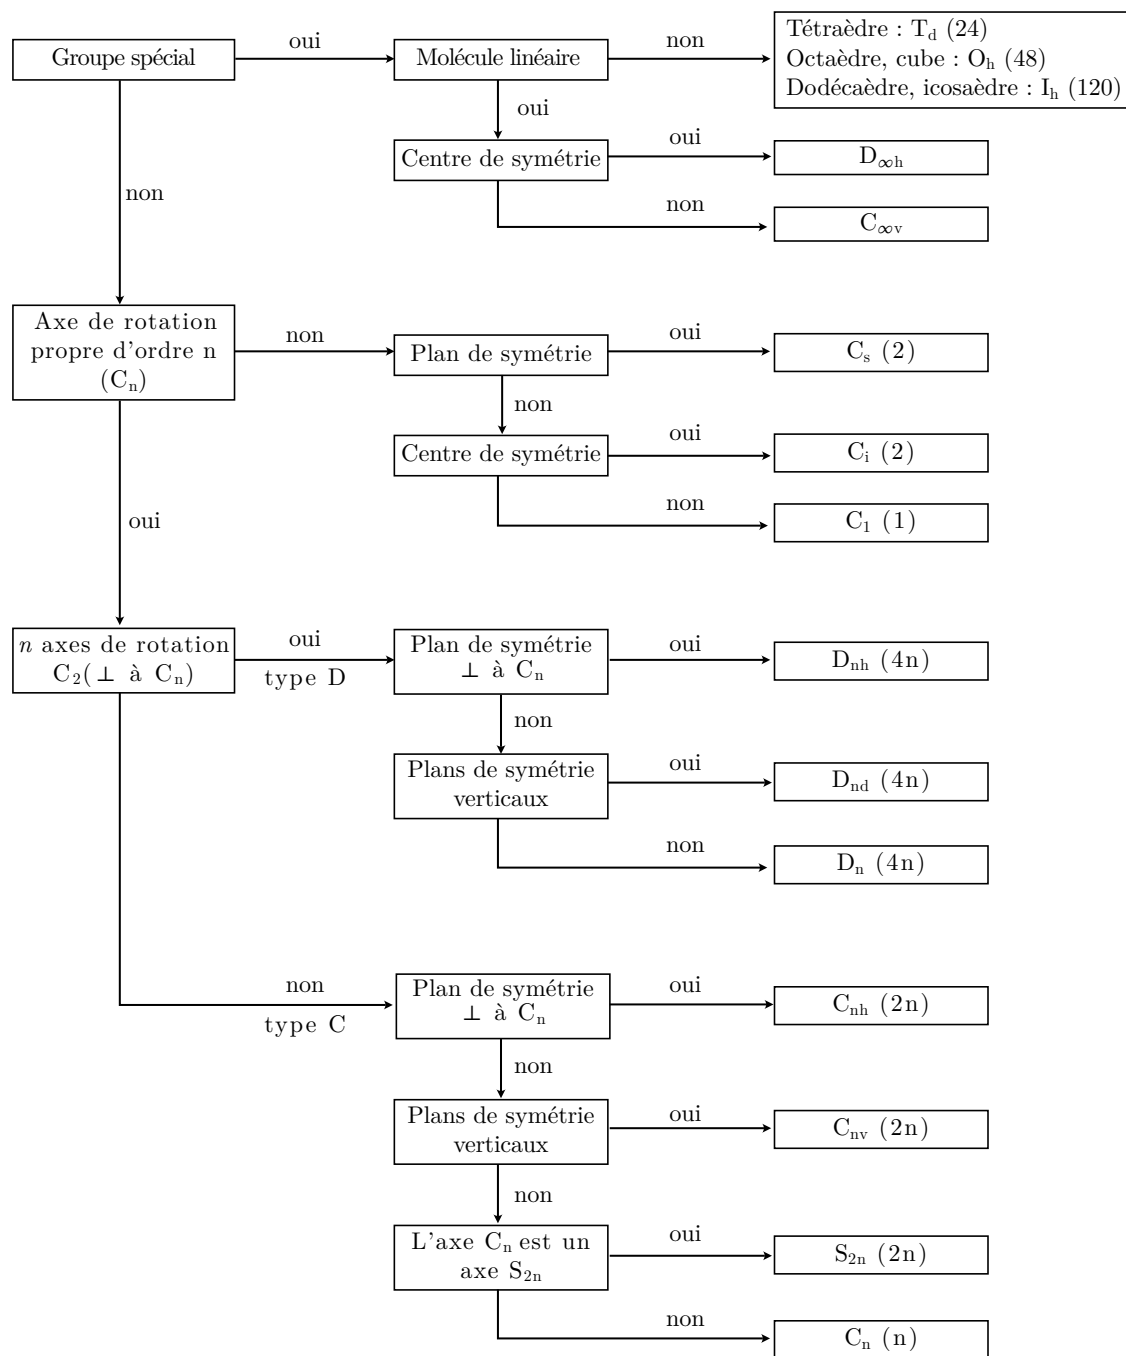 Groupe spécial
oui
Molécule linéaire
non
Tétraèdre : T_d (24)
Octaèdre, cube : O_h (48)
Dodécaèdre, icosaèdre : I_h (120)
oui
Centre de symétrie
oui
D_∞h
non
non
C_∞v
Axe de rotation
propre d'ordre n
(C_n)
non
Plan de symétrie
oui
C_s (2)
non
Centre de symétrie
oui
C_i (2)
non
C_1 (1)
oui
n axes de rotation
C_2(⊥ à C_n)
oui
type D
Plan de symétrie
⊥ à C_n
oui
D_nh (4n)
non
Plans de symétrie
verticaux
oui
D_nd (4n)
non
D_n (4n)
non
type C
Plan de symétrie
⊥ à C_n
oui
C_nh (2n)
non
Plans de symétrie
verticaux
oui
C_nv (2n)
non
L'axe C_n est un
axe S_2n
oui
S_2n (2n)
non
C_n (n)